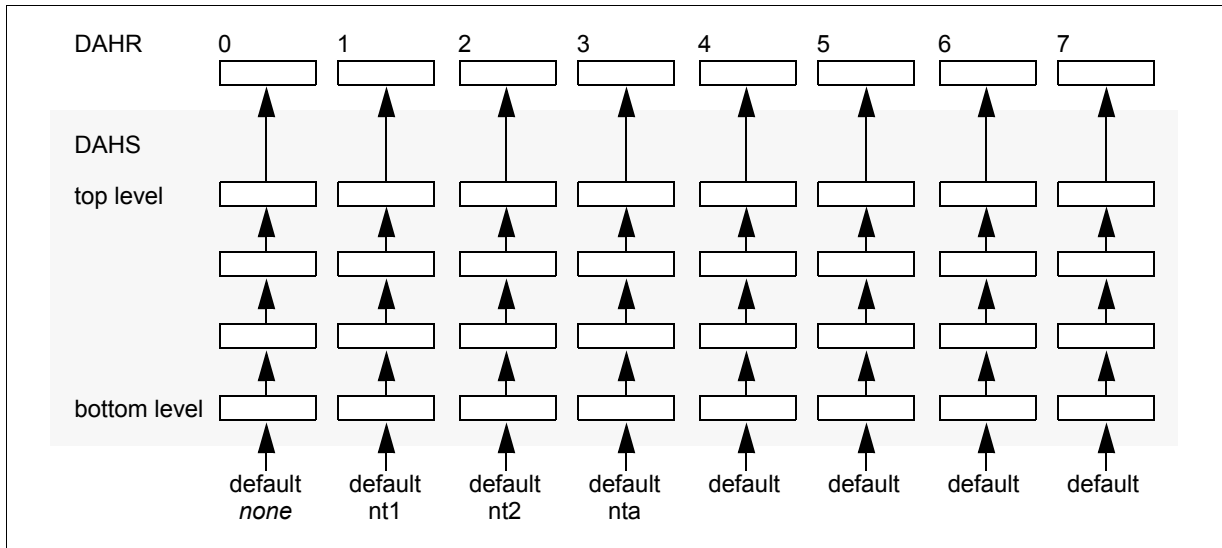 DAHR 0 1 2 3 4 5 6 7
DAHS
top level
bottom level
default default default default default default default default
none nt1 nt2 nta